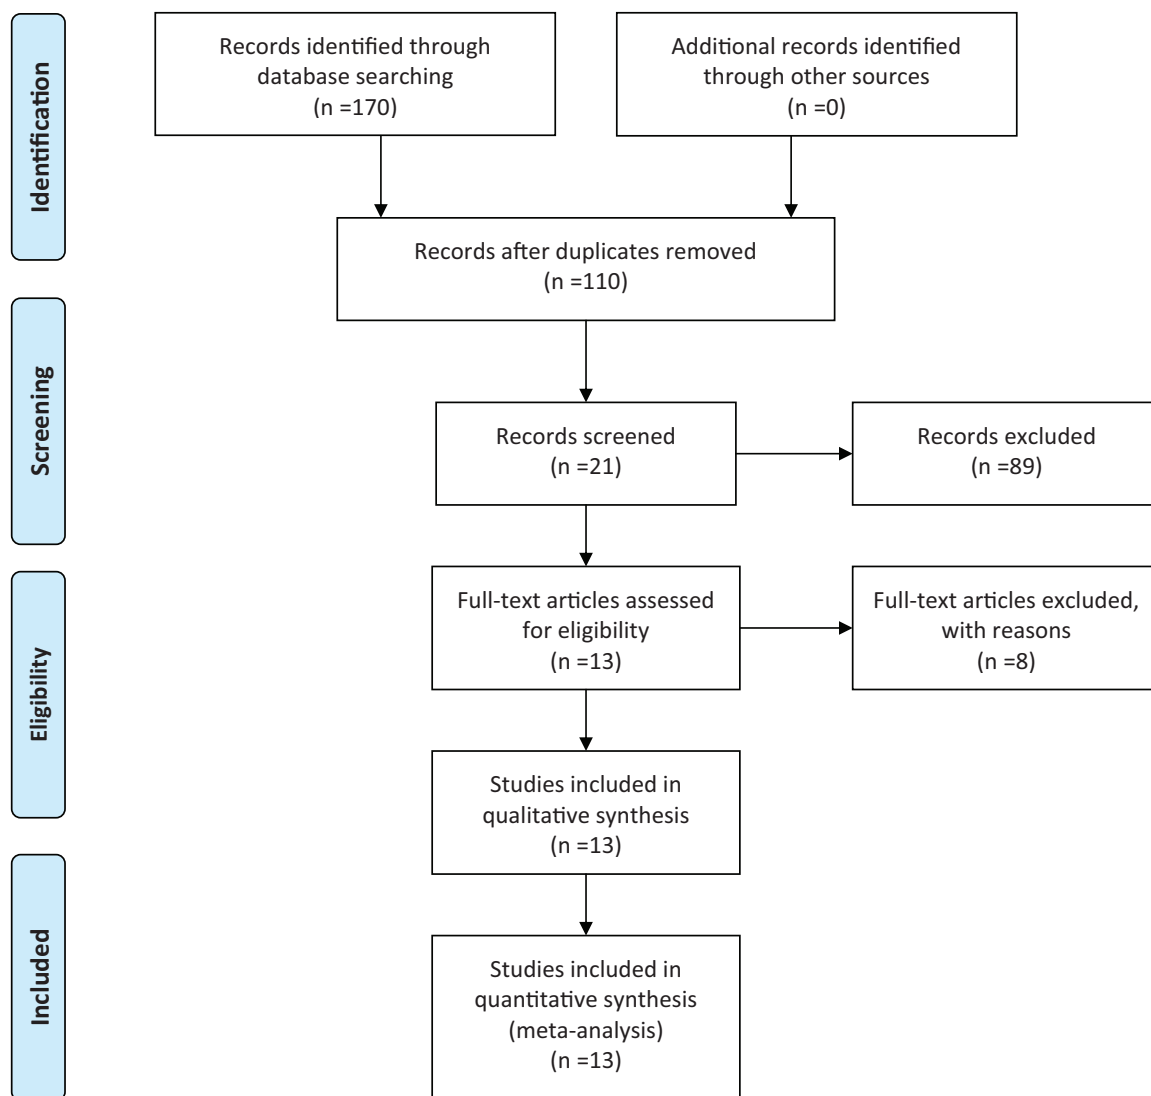 Identification
Records identified through
database searching
(n =170)
Additional records identified
through other sources
(n =0)
Records after duplicates removed
(n =110)
Screening
Records screened
(n =21)
Records excluded
(n =89)
Eligibility
Full-text articles assessed
for eligibility
(n =13)
Full-text articles excluded,
with reasons
(n =8)
Studies included in
qualitative synthesis
(n =13)
Included
Studies included in
quantitative synthesis
(meta-analysis)
(n =13)